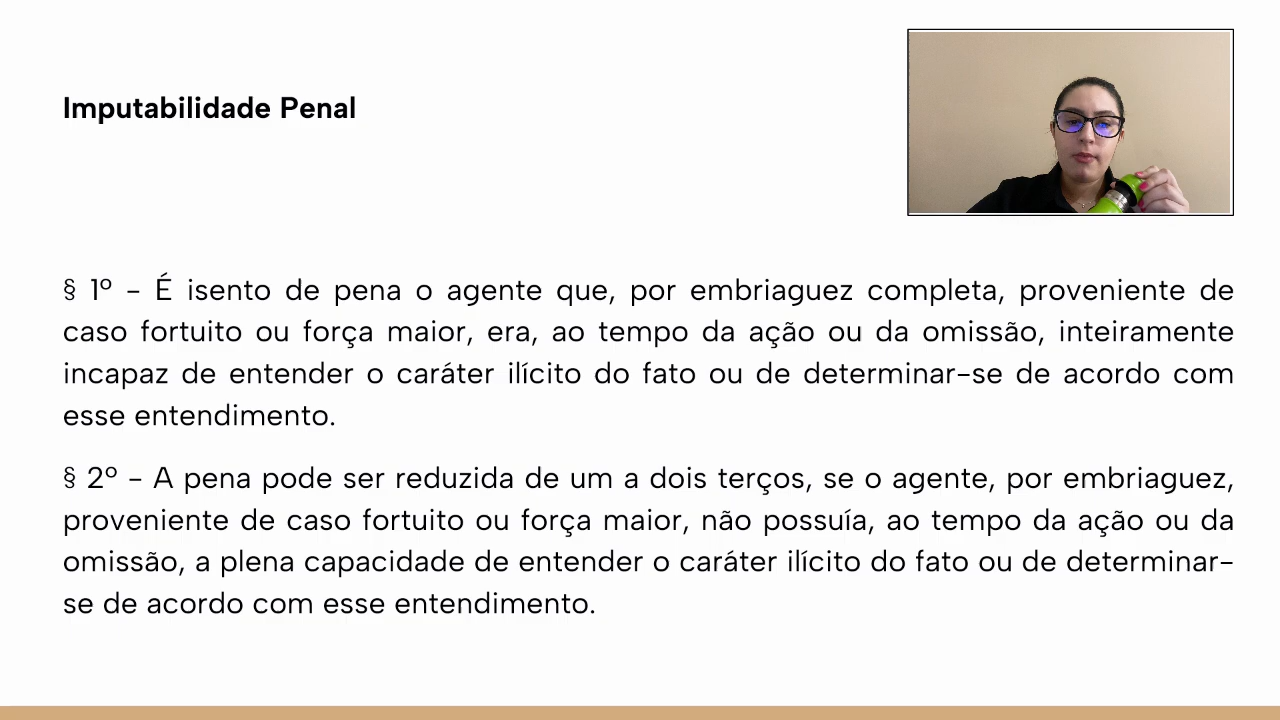 Imputabilidade Penal
§ 1º - É isento de pena o agente que, por embriaguez completa, proveniente de
caso fortuito ou força maior, era, ao tempo da ação ou da omissão, inteiramente
incapaz de entender o caráter ilícito do fato ou de determinar-se de acordo com
esse entendimento.
§ 2º - A pena pode ser reduzida de um a dois terços, se o agente, por embriaguez,
proveniente de caso fortuito ou força maior, não possuía, ao tempo da ação ou da
omissão, a plena capacidade de entender o caráter ilícito do fato ou de determinar-
se de acordo com esse entendimento.